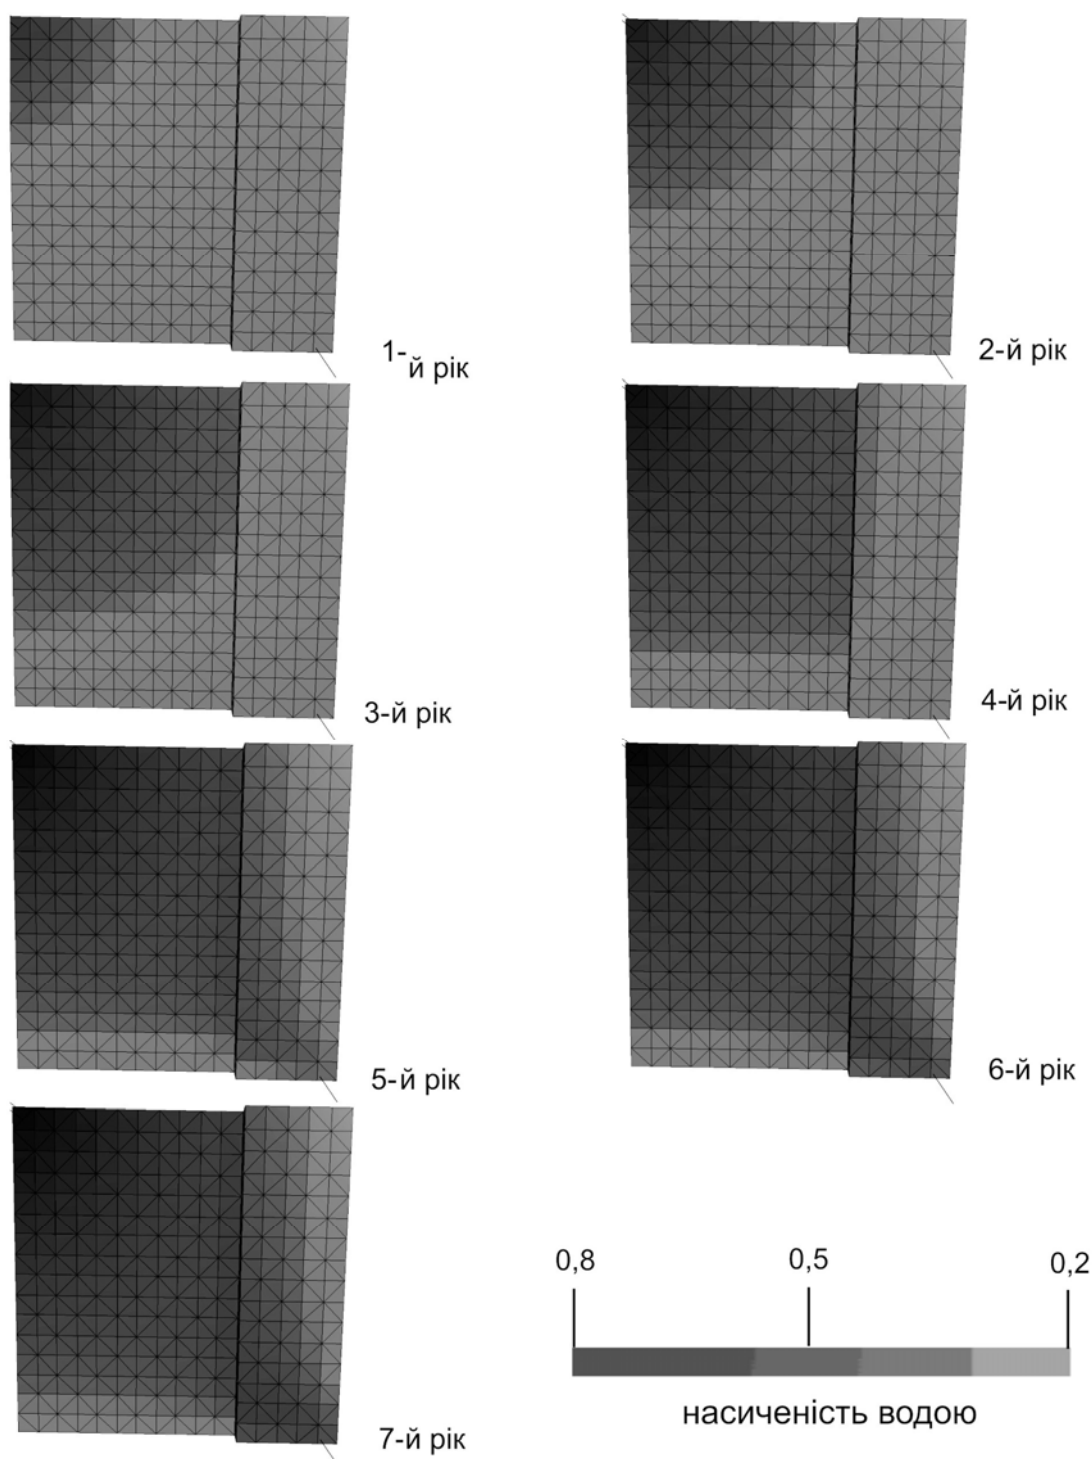 1-
й рік
2-й рік
3-й рік
4-й рік
5-й рік
6-й рік
7-й рік
0,8
0,5
0,2
насиченість водою